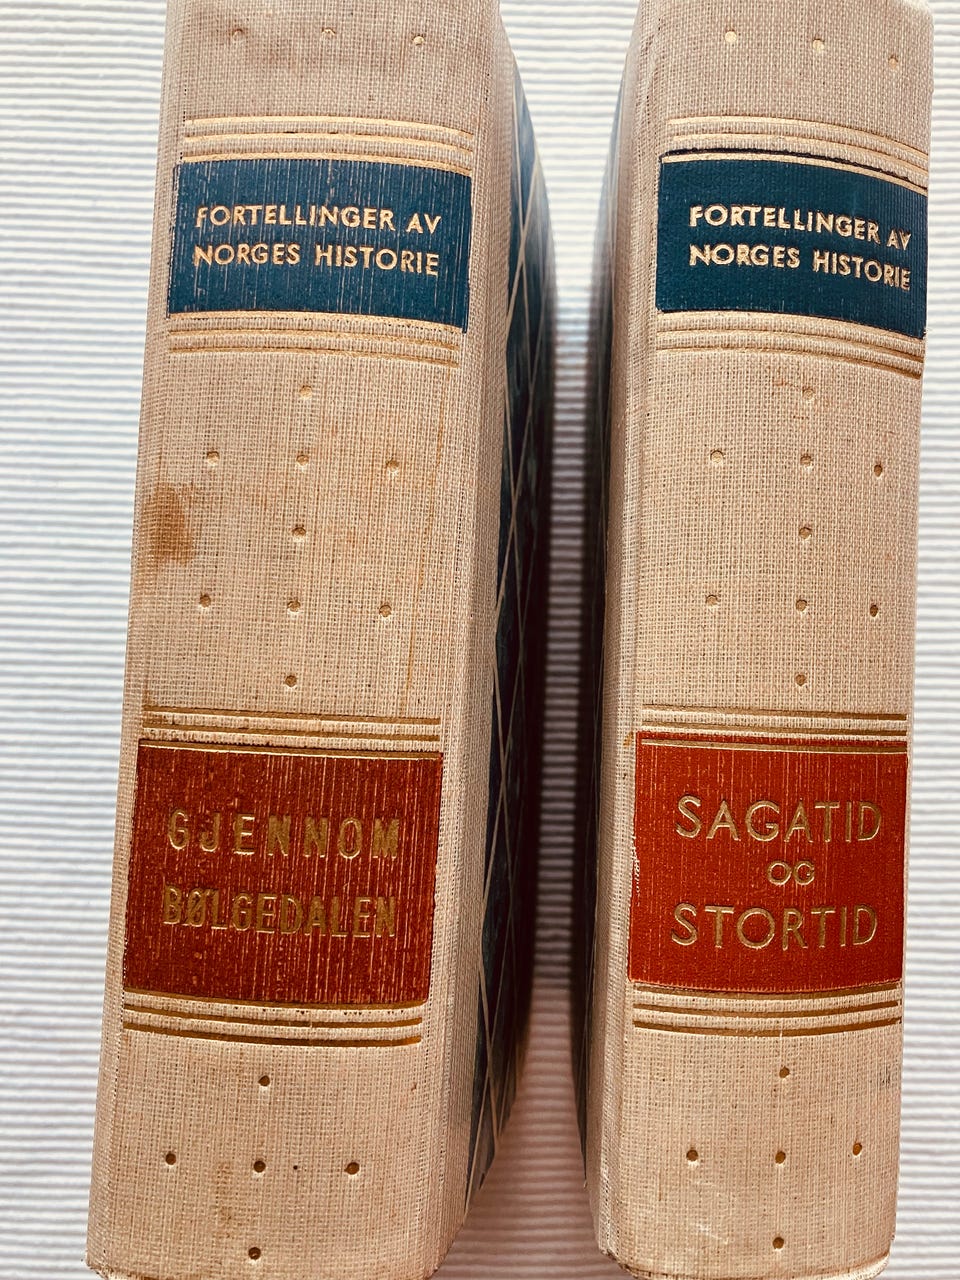 FORTELLINGER AV
NORGES HISTORIE
GJENNOM
BØLGEDALEN
FORTELLINGER AV
NORGES HISTORIE
SAGATID
OG
STORTID